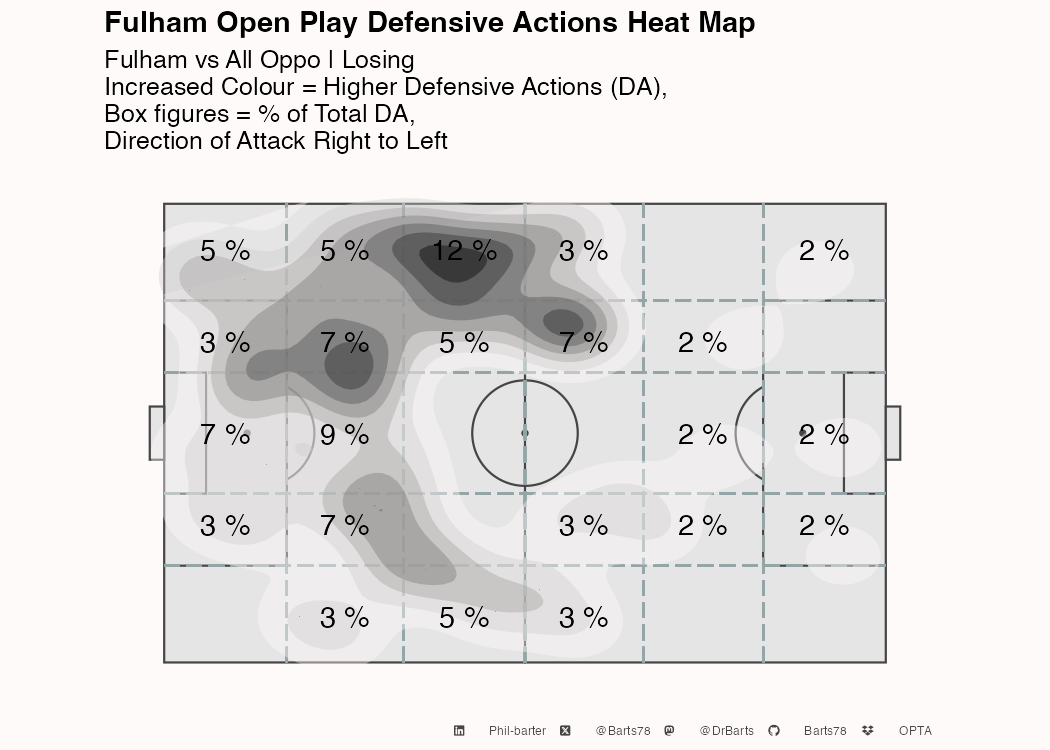 Fulham Open Play Defensive Actions Heat Map
Fulham vs All Oppo | Losing
Increased Colour = Higher Defensive Actions (DA),
Box figures = % of Total DA,
Direction of Attack Right to Left
5 % 5 % 12 % 3 % 2 %
3 % 7 % 5 % 7 % 2 %
7 % 9 % 2 % 2 %
3 % 7 % 3 % 2 % 2 %
3 % 5 % 3 %
Phil-barter @Barts78 @DrBarts Barts78 OPTA